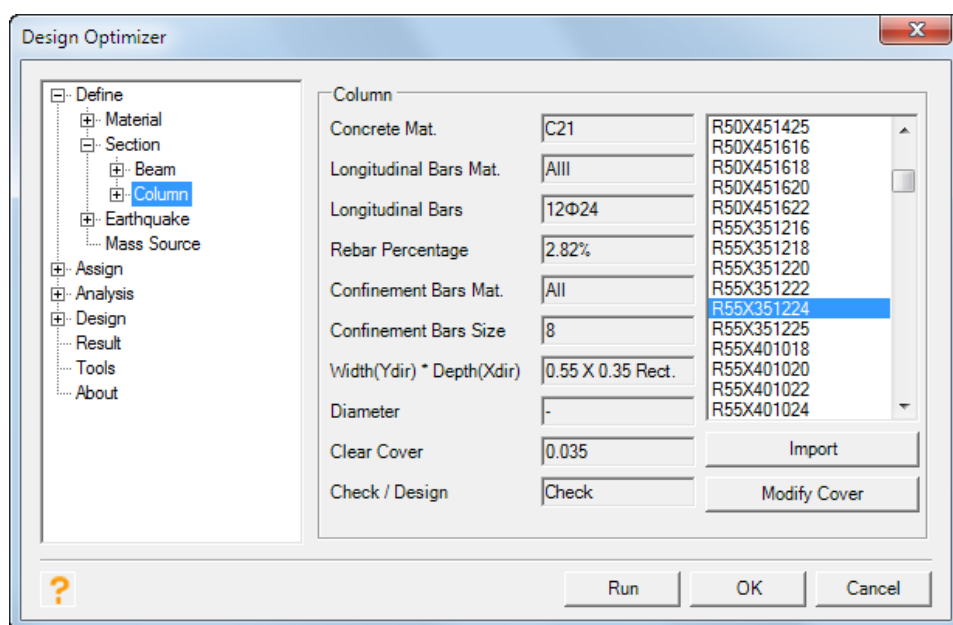 Design Optimizer
Define
Material
Section
Beam
Column
Earthquake
Mass Source
Assign
Analysis
Design
Result
Tools
About
Column
Concrete Mat. C21
Longitudinal Bars Mat. AIII
Longitudinal Bars 12Φ24
Rebar Percentage 2.82%
Confinement Bars Mat. AII
Confinement Bars Size 8
Width(Ydir) * Depth(Xdir) 0.55 X 0.35 Rect.
Diameter -
Clear Cover 0.035
Check / Design Check
R50X451425
R50X451616
R50X451618
R50X451620
R50X451622
R55X351216
R55X351218
R55X351220
R55X351222
R55X351224
R55X351225
R55X401018
R55X401020
R55X401022
R55X401024
Import
Modify Cover
?
Run OK Cancel